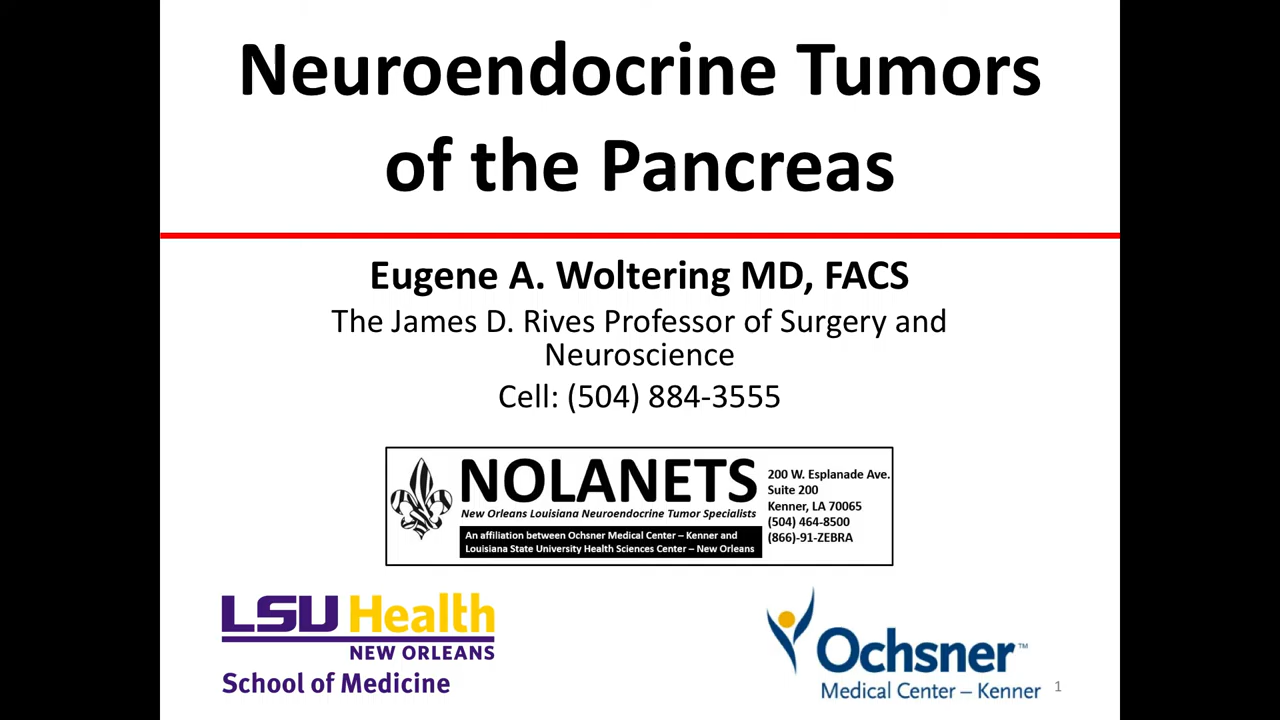 Neuroendocrine Tumors
of the Pancreas
Eugene A. Woltering MD, FACS
The James D. Rives Professor of Surgery and
Neuroscience
Cell: (504) 884-3555
NOLANETS
New Orleans Louisiana Neuroendocrine Tumor Specialists
An affiliation between Ochsner Medical Center – Kenner and
Louisiana State University Health Sciences Center – New Orleans
200 W. Esplanade Ave.
Suite 200
Kenner, LA 70065
(504) 464-8500
(866)-91-ZEBRA
LSU Health
NEW ORLEANS
School of Medicine
Ochsner™
Medical Center – Kenner
1